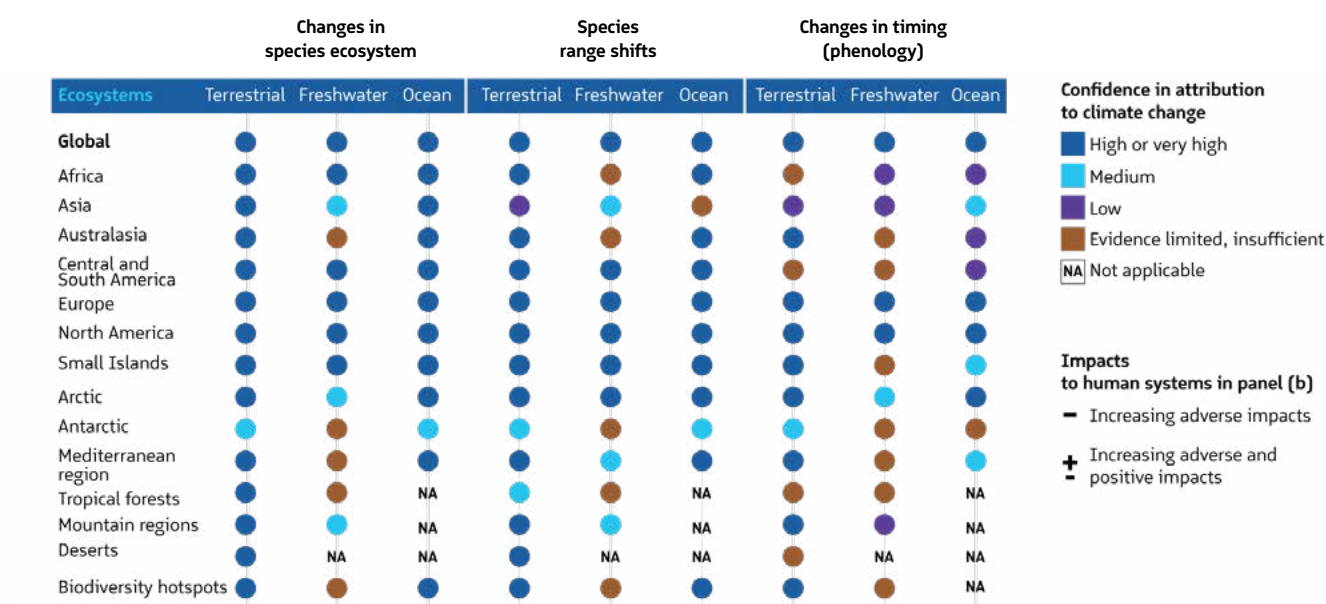 Changes in
species ecosystem
Species
range shifts
Changes in timing
(phenology)
Ecosystems Terrestrial Freshwater Ocean Terrestrial Freshwater Ocean Terrestrial Freshwater Ocean
Global
Africa
Asia
Australasia
Central and
South America
Europe
North America
Small Islands
Arctic
Antarctic
Mediterranean
region
Tropical forests NA NA NA
Mountain regions NA NA NA
Deserts NA NA NA NA NA NA
Biodiversity hotspots NA
Confidence in attribution
to climate change
High or very high
Medium
Low
Evidence limited, insufficient
NA Not applicable
Impacts
to human systems in panel (b)
− Increasing adverse impacts
+
− Increasing adverse and
positive impacts